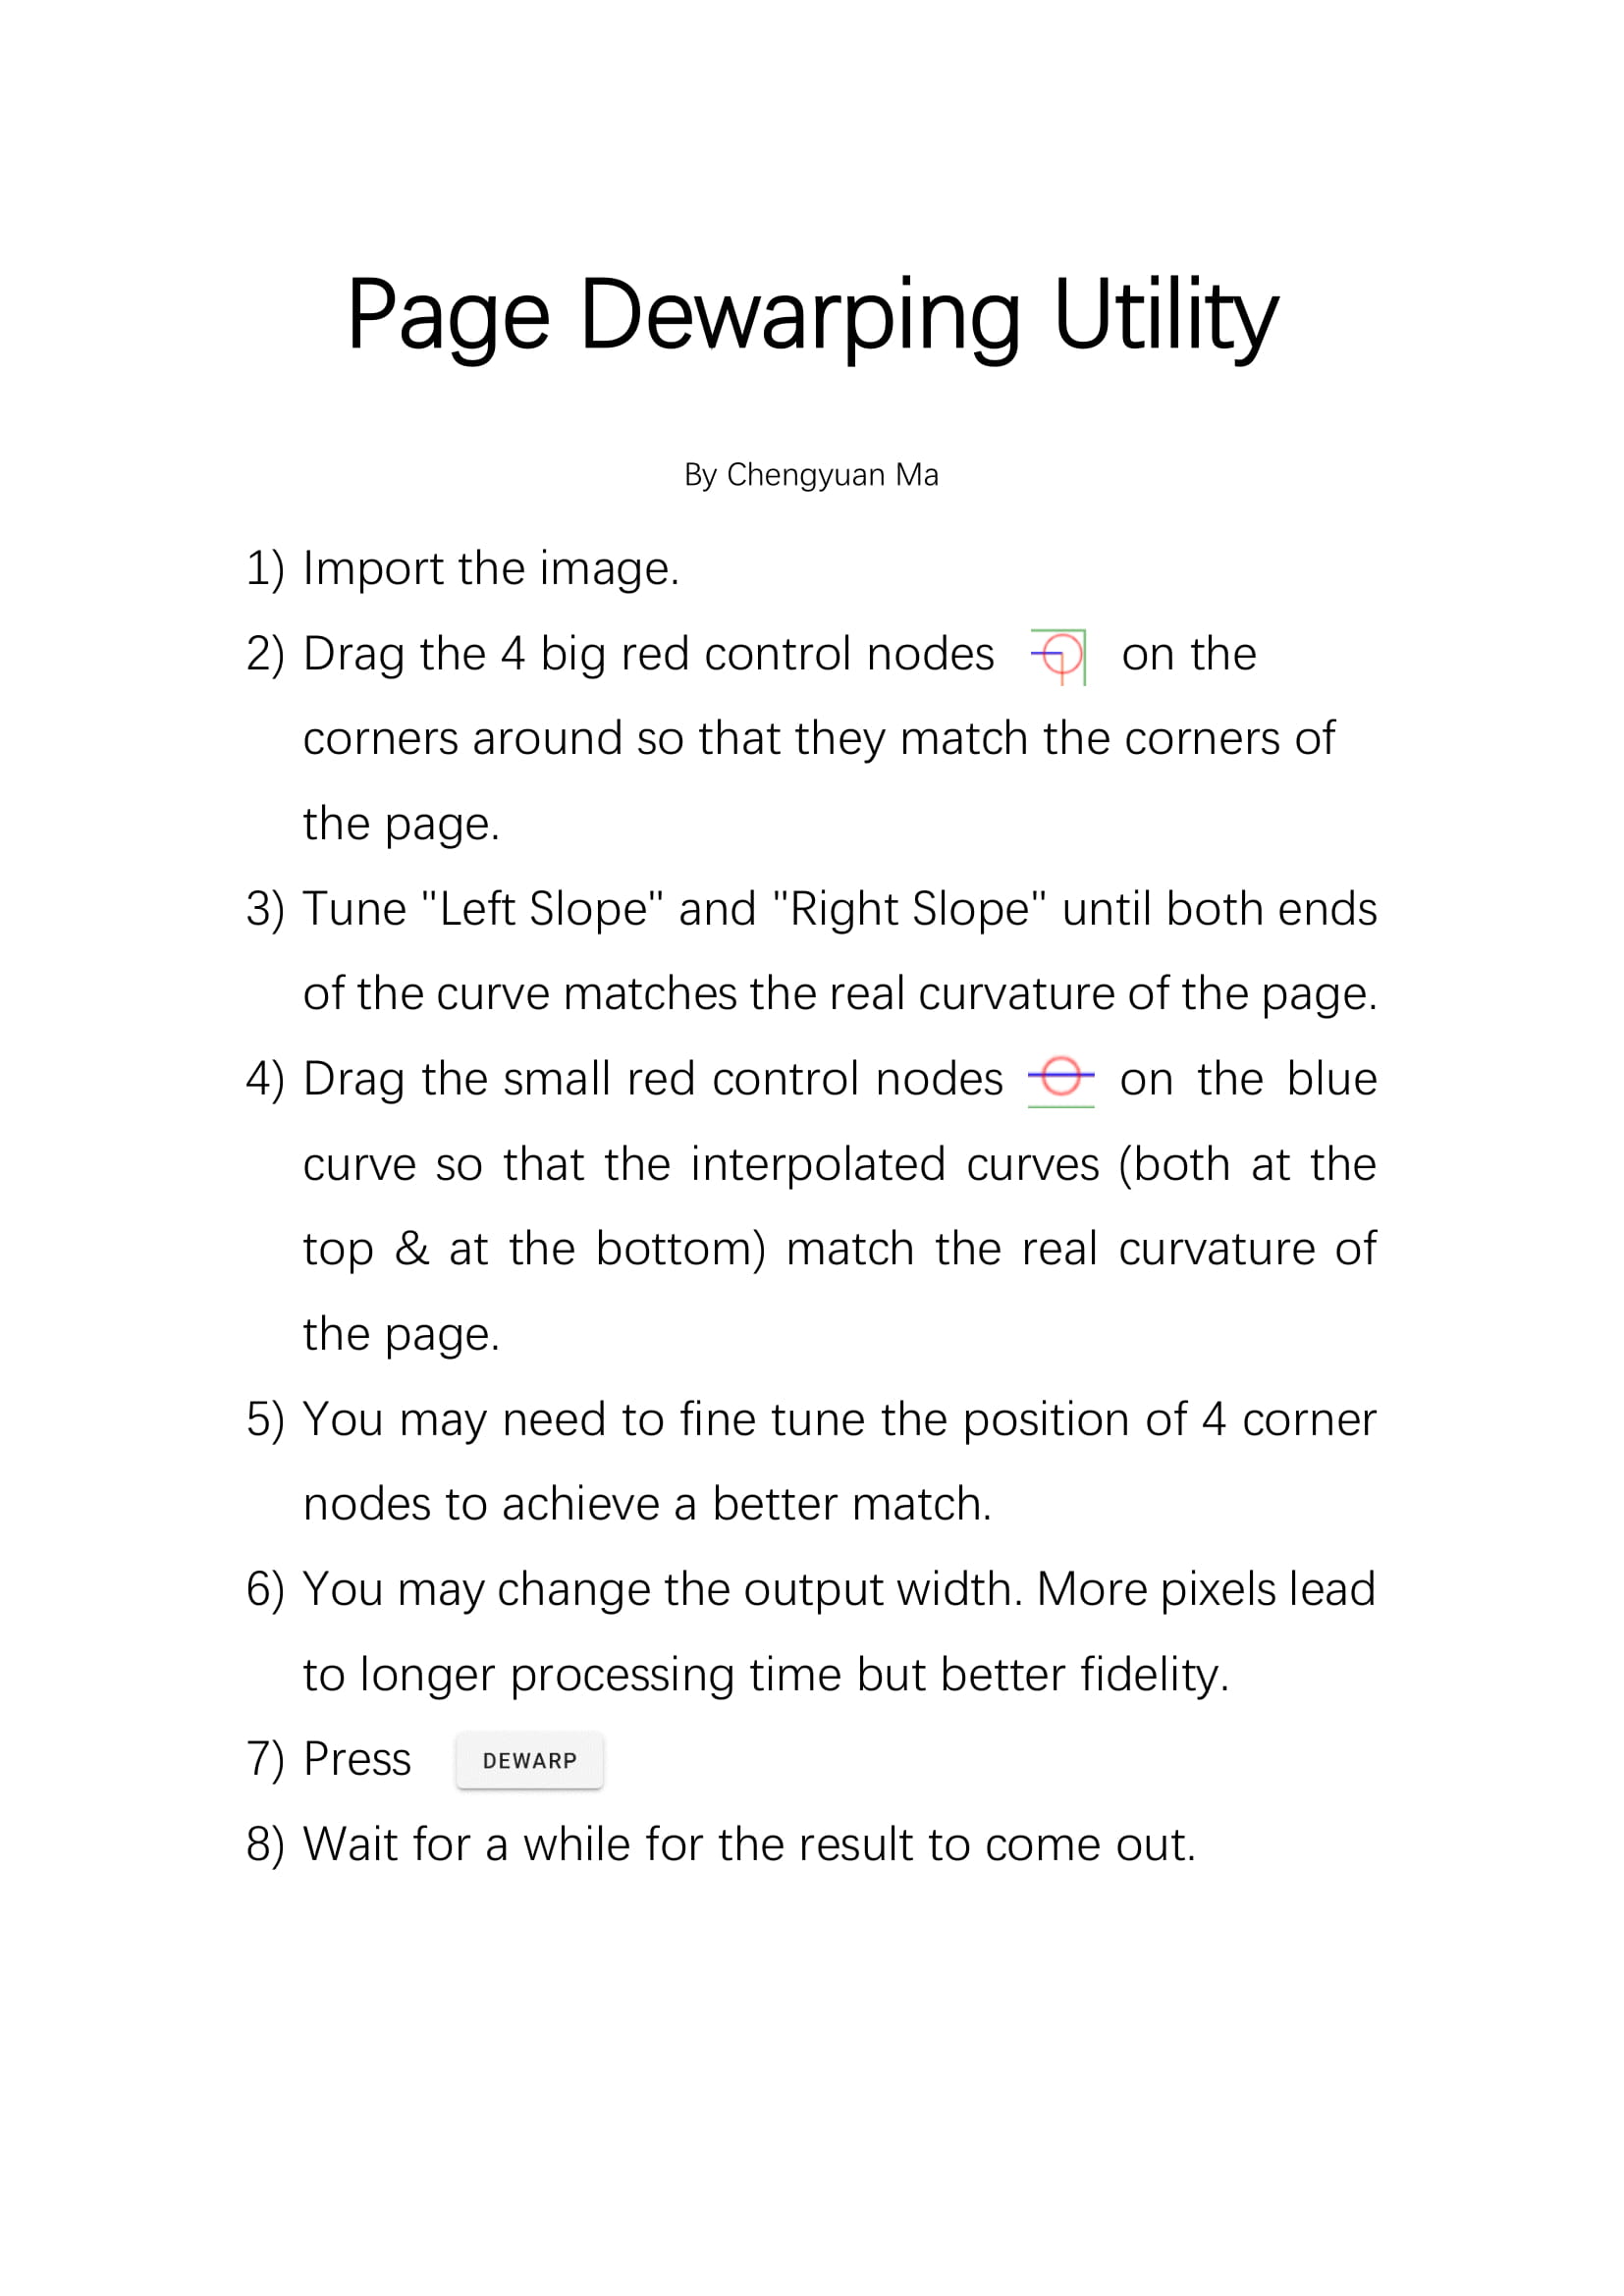 Page Dewarping Utility
By Chengyuan Ma
1) Import the image.
2) Drag the 4 big red control nodes on the
corners around so that they match the corners of
the page.
3) Tune "Left Slope" and "Right Slope" until both ends
of the curve matches the real curvature of the page.
4) Drag the small red control nodes on the blue
curve so that the interpolated curves (both at the
top & at the bottom) match the real curvature of
the page.
5) You may need to fine tune the position of 4 corner
nodes to achieve a better match.
6) You may change the output width. More pixels lead
to longer processing time but better fidelity.
7) Press DEWARP
8) Wait for a while for the result to come out.